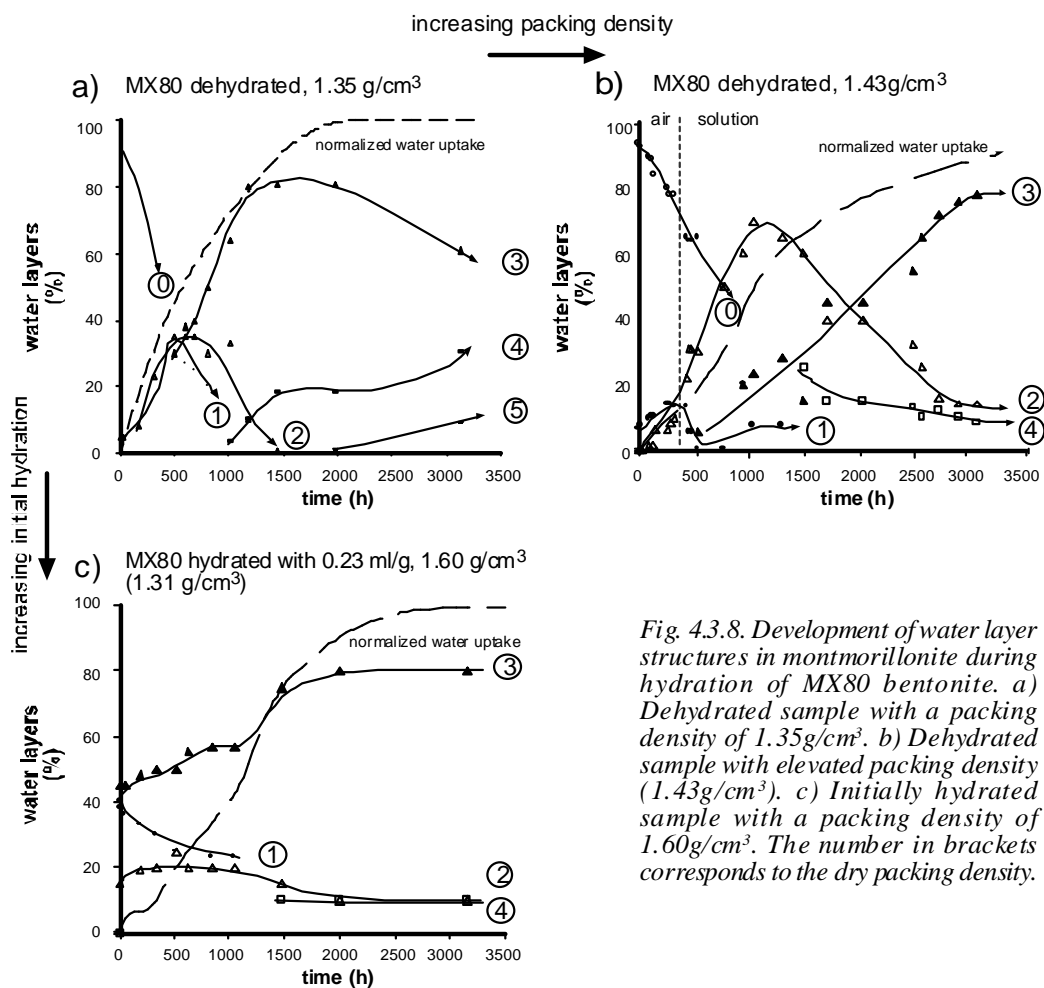 increasing packing density
a) MX80 dehydrated, 1.35 g/cm³
100
80
60
40
20
0
water layers
(%)
normalized water uptake
0
1
2
3
4
5
0 500 1000 1500 2000 2500 3000 3500
time (h)
b) MX80 dehydrated, 1.43g/cm³
air solution
100
80
60
40
20
0
water layers
(%)
normalized water uptake
0
1
3
2
4
0 500 1000 1500 2000 2500 3000 3500
time (h)
increasing initial hydration
c) MX80 hydrated with 0.23 ml/g, 1.60 g/cm³
(1.31 g/cm³)
100
80
60
40
20
0
water layers
(%)
normalized water uptake
3
1
2
4
0 500 1000 1500 2000 2500 3000 3500
time (h)
Fig. 4.3.8. Development of water layer
structures in montmorillonite during
hydration of MX80 bentonite. a)
Dehydrated sample with a packing
density of 1.35g/cm³. b) Dehydrated
sample with elevated packing density
(1.43g/cm³). c) Initially hydrated
sample with a packing density of
1.60g/cm³. The number in brackets
corresponds to the dry packing density.